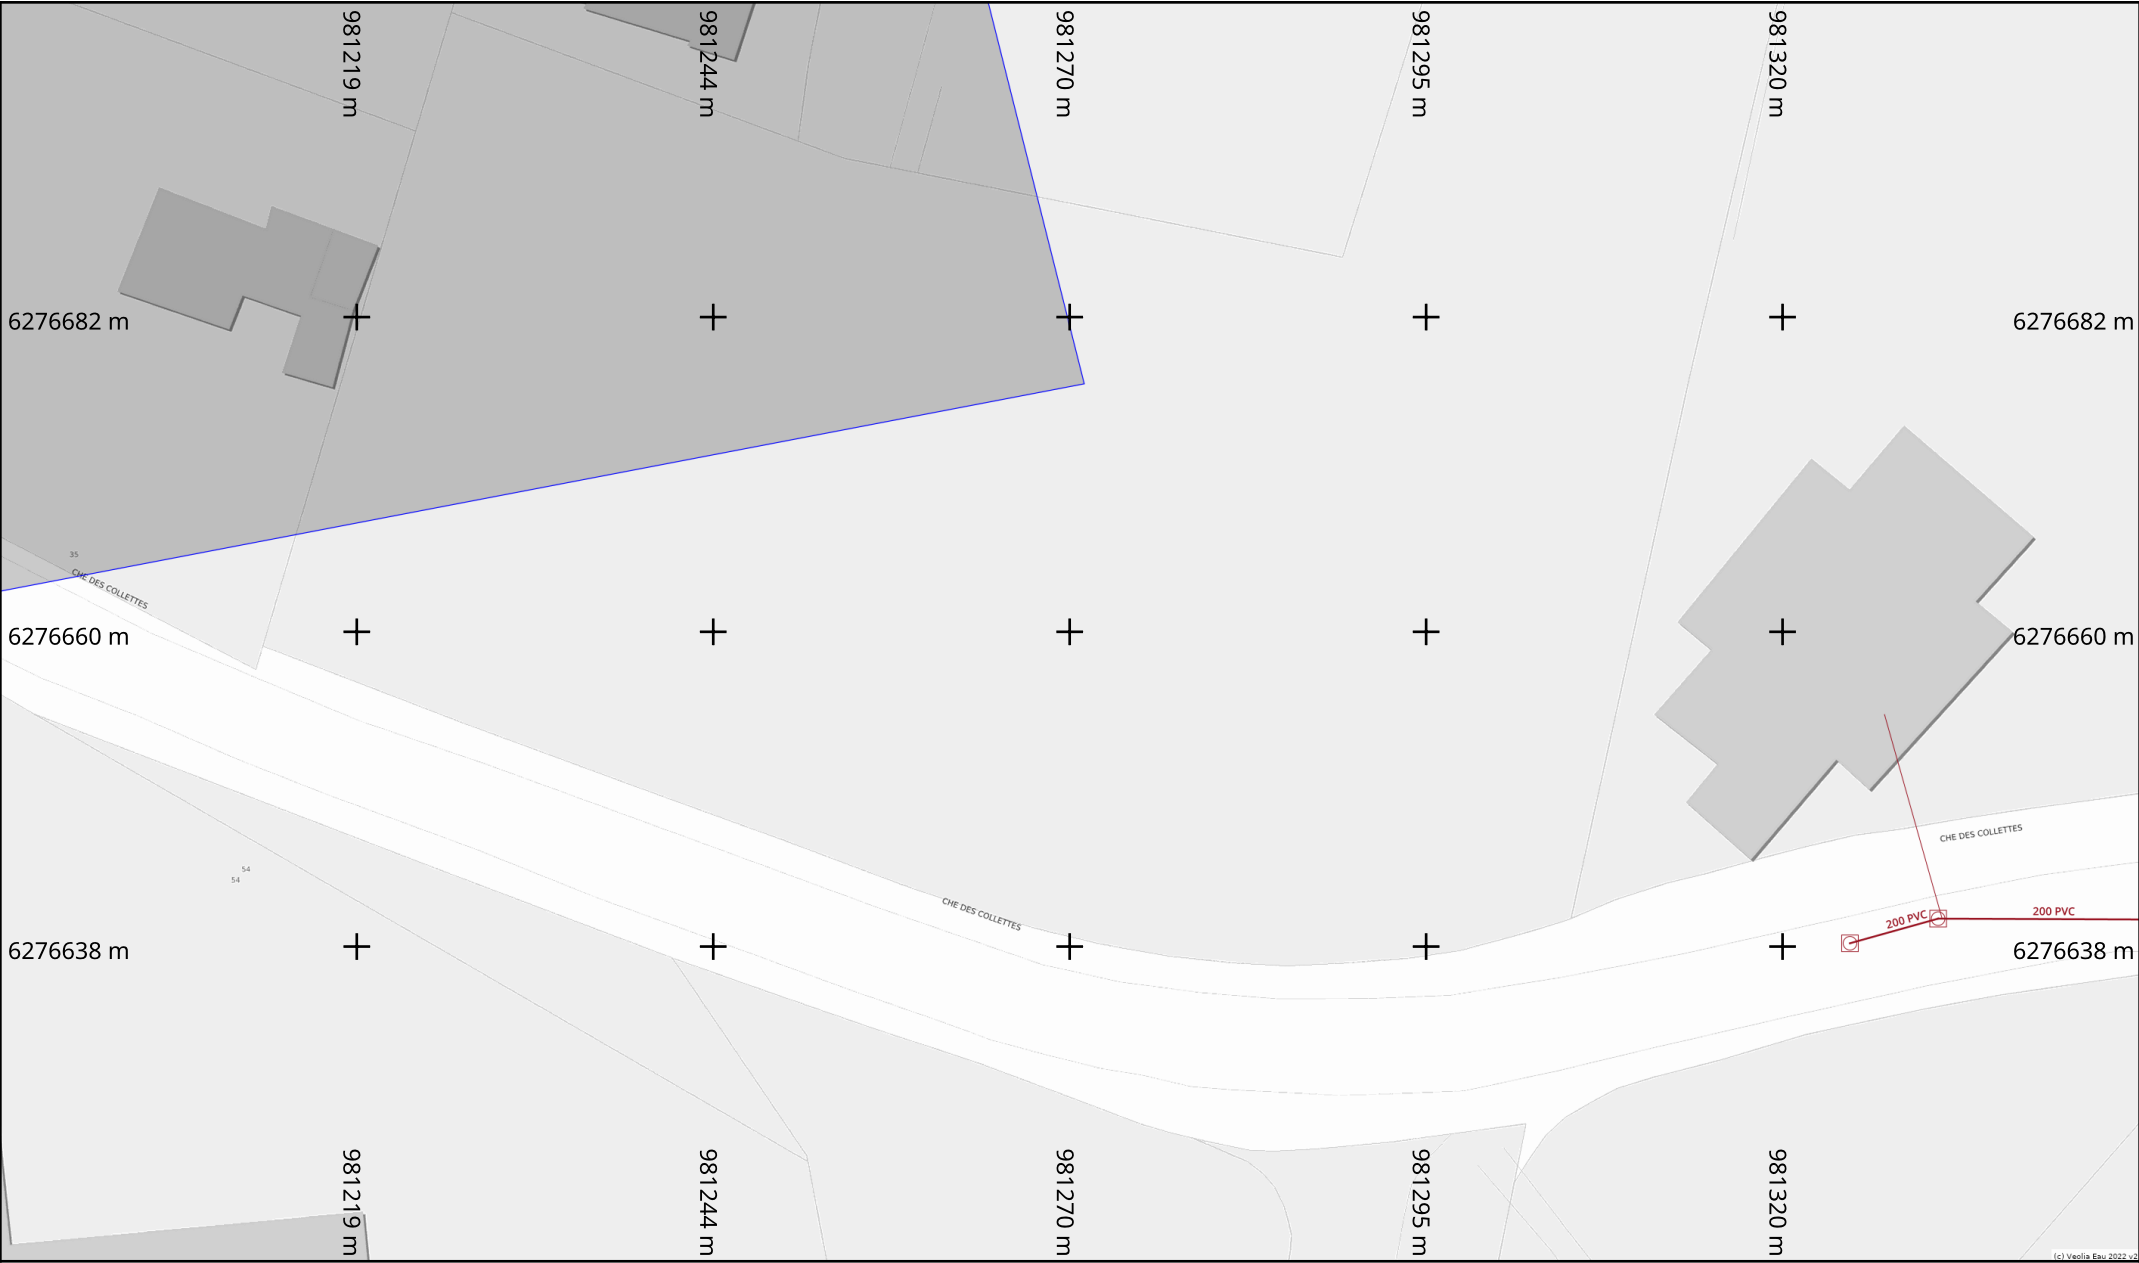 981219 m
981244 m
981270 m
981295 m
981320 m
6276682 m
6276682 m
35
CHE DES COLLETTES
6276660 m
6276660 m
CHE DES COLLETTES
54
54
CHE DES COLLETTES
200 PVC
200 PVC
6276638 m
6276638 m
981219 m
981244 m
981270 m
981295 m
981320 m
(c) Veolia Eau 2022 v2